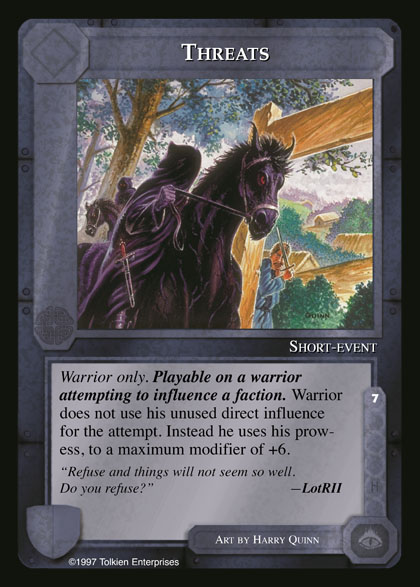 THREATS
QUINN
SHORT-EVENT
Warrior only. Playable on a warrior
attempting to influence a faction. Warrior
does not use his unused direct influence
for the attempt. Instead he uses his prow-
ess, to a maximum modifier of +6.
7
“Refuse and things will not seem so well.
Do you refuse?” –LotRII
H
ART BY HARRY QUINN
©1997 Tolkien Enterprises